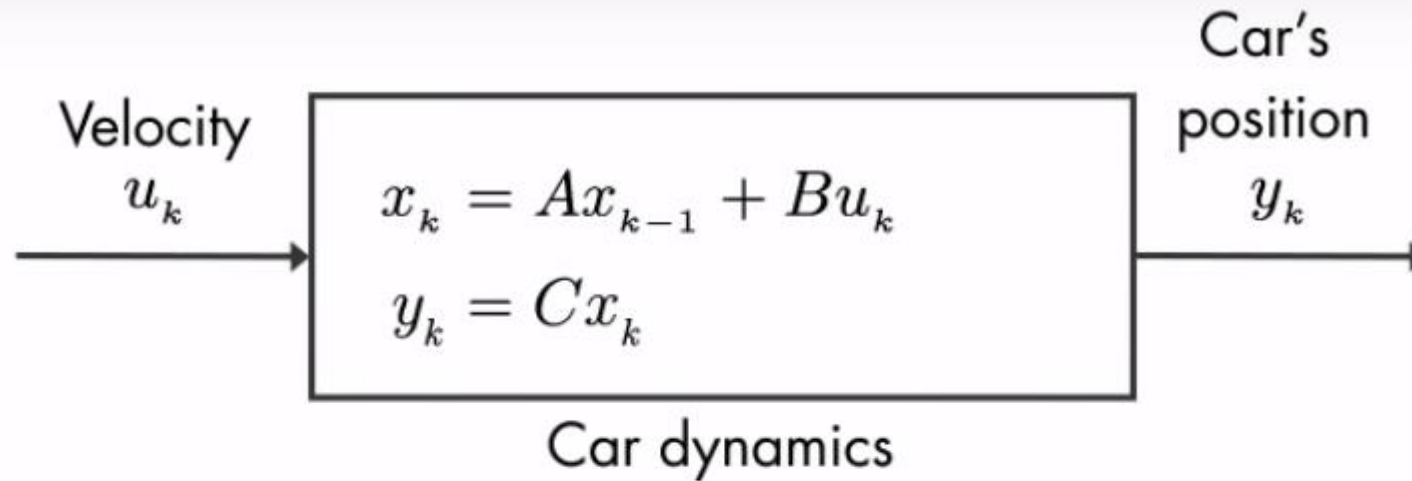 Velocity
u_k
x_k = Ax_{k-1} + Bu_k
y_k = Cx_k
Car dynamics
Car's
position
y_k